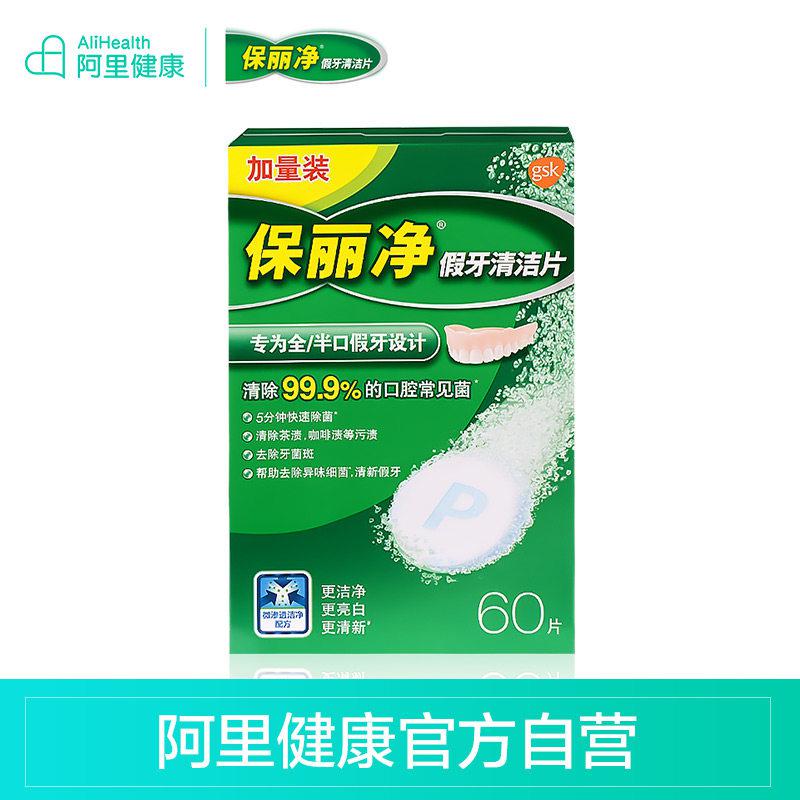 AliHealth
阿里健康
保丽净® 假牙清洁片
加量装
gsk
保丽净® 假牙清洁片
专为全/半口假牙设计
清除99.9%的口腔常见菌*
5分钟快速除菌*
清除茶渍,咖啡渍等污渍
去除牙菌斑
帮助去除异味细菌,清新假牙
P
微渗透洁净
配方
更洁净
更亮白
更清新#
60片
阿里健康官方自营